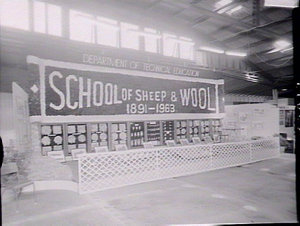 DEPARTMENT OF TECHNICAL EDUCATION
SCHOOL OF SHEEP & WOOL
1891-1963